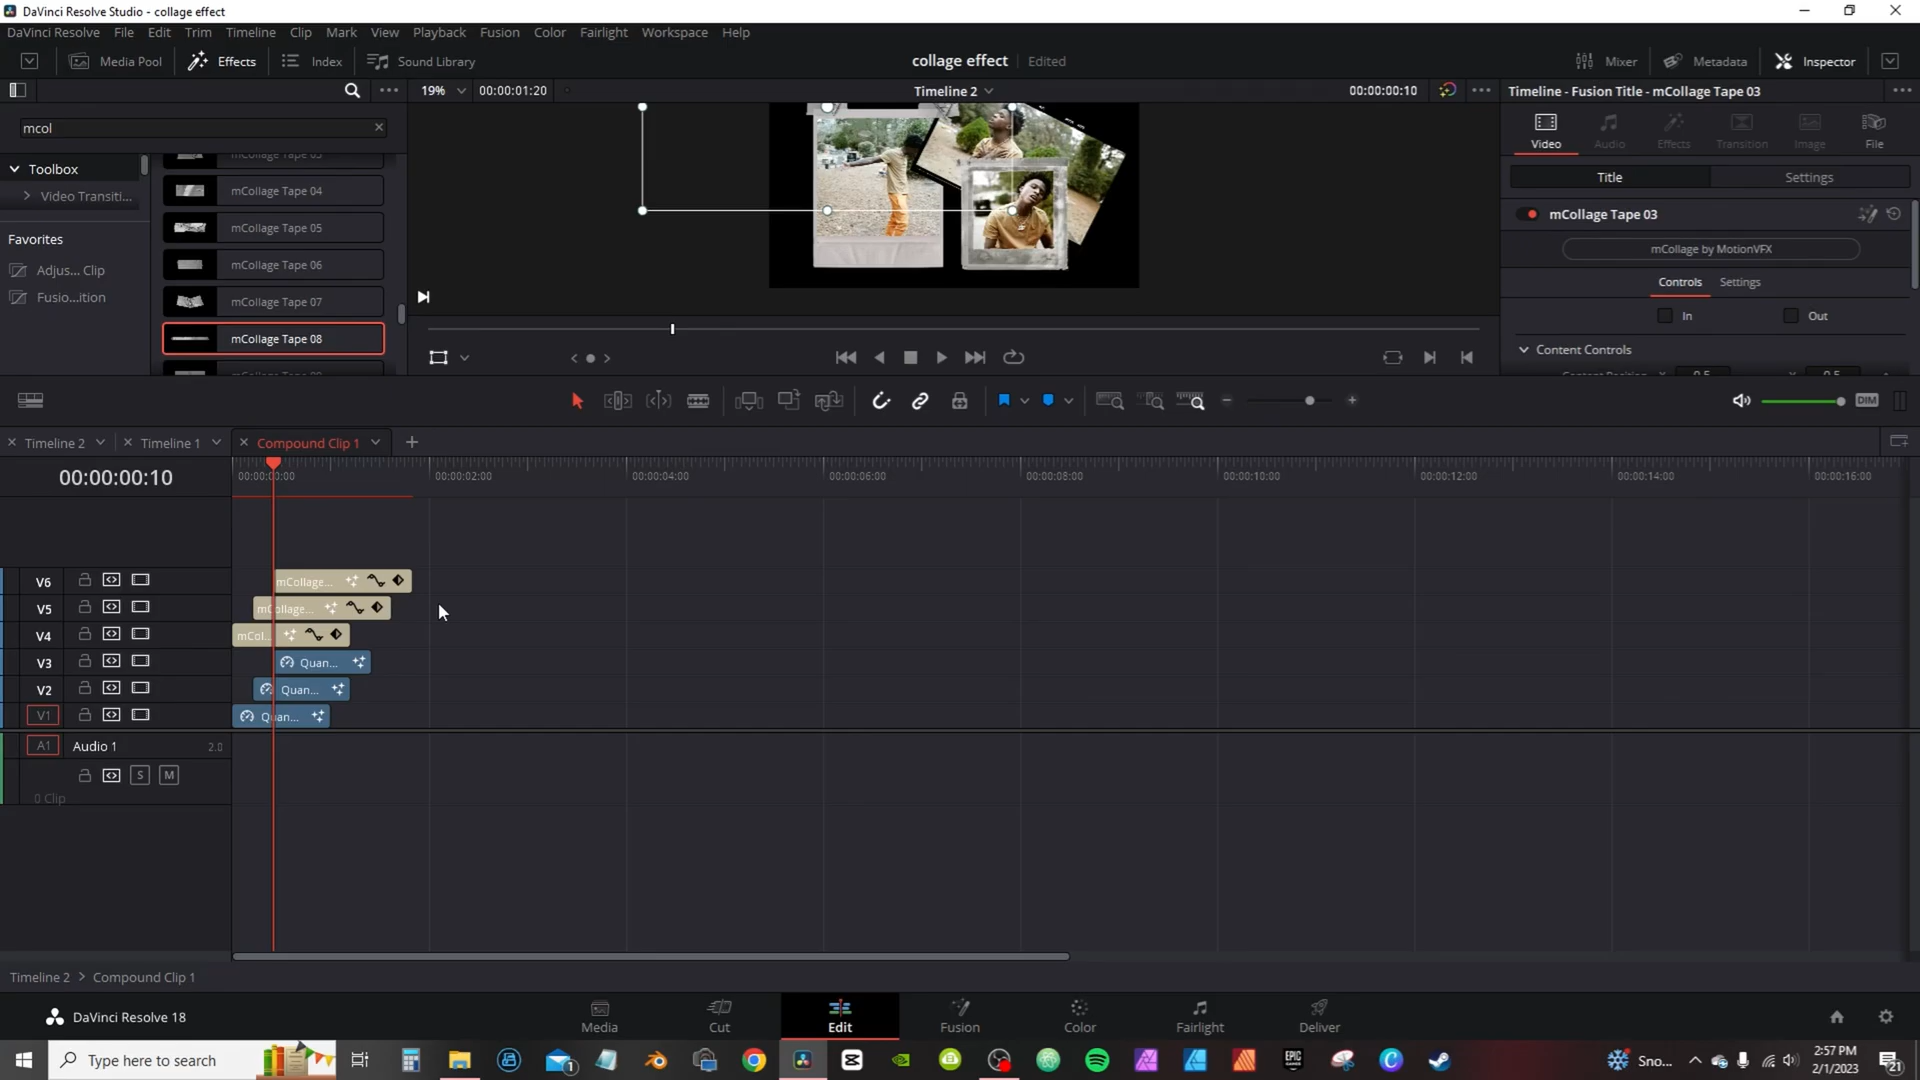 DaVinci Resolve Studio - collage effect
DaVinci Resolve File Edit Trim Timeline Clip Mark View Playback Fusion Color Fairlight Workspace Help
Media Pool Effects Index Sound Library collage effect Edited Mixer Metadata Inspector
19% 00:00:01:20 Timeline 2 00:00:00:10 Timeline - Fusion Title - mCollage Tape 03
mcol
Video Audio Effects Transition Image File
Toolbox
Video Transiti...
Favorites
Adjus... Clip
Fusio...ition
mCollage Tape 04
mCollage Tape 05
mCollage Tape 06
mCollage Tape 07
mCollage Tape 08
Title Settings
mCollage Tape 03
mCollage by MotionVFX
Controls Settings
In Out
Content Controls
DIM
Timeline 2 Timeline 1 Compound Clip 1
00:00:00:10
00:00:00:00 00:00:02:00 00:00:04:00 00:00:06:00 00:00:08:00 00:00:10:00 00:00:12:00 00:00:14:00 00:00:16:00
V6 mCollage...
V5 mCollage...
V4 mCol...
V3 Quan...
V2 Quan...
V1 Quan...
A1 Audio 1 2.0
S M
0 Clip
Timeline 2 > Compound Clip 1
DaVinci Resolve 18
Media Cut Edit Fusion Color Fairlight Deliver
Type here to search
EPIC GAMES
Sno...
2:57 PM
2/1/2023
21